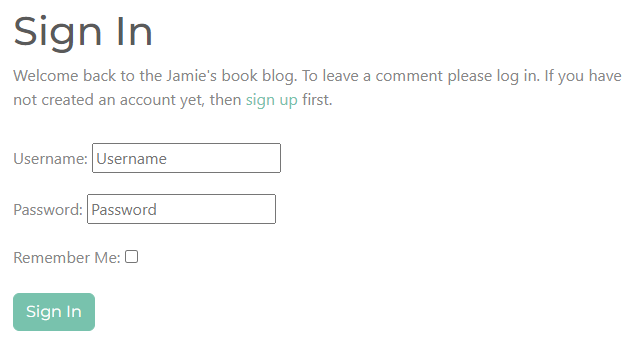 Sign In
Welcome back to the Jamie's book blog. To leave a comment please log in. If you have
not created an account yet, then sign up first.
Username: Username
Password: Password
Remember Me:
Sign In